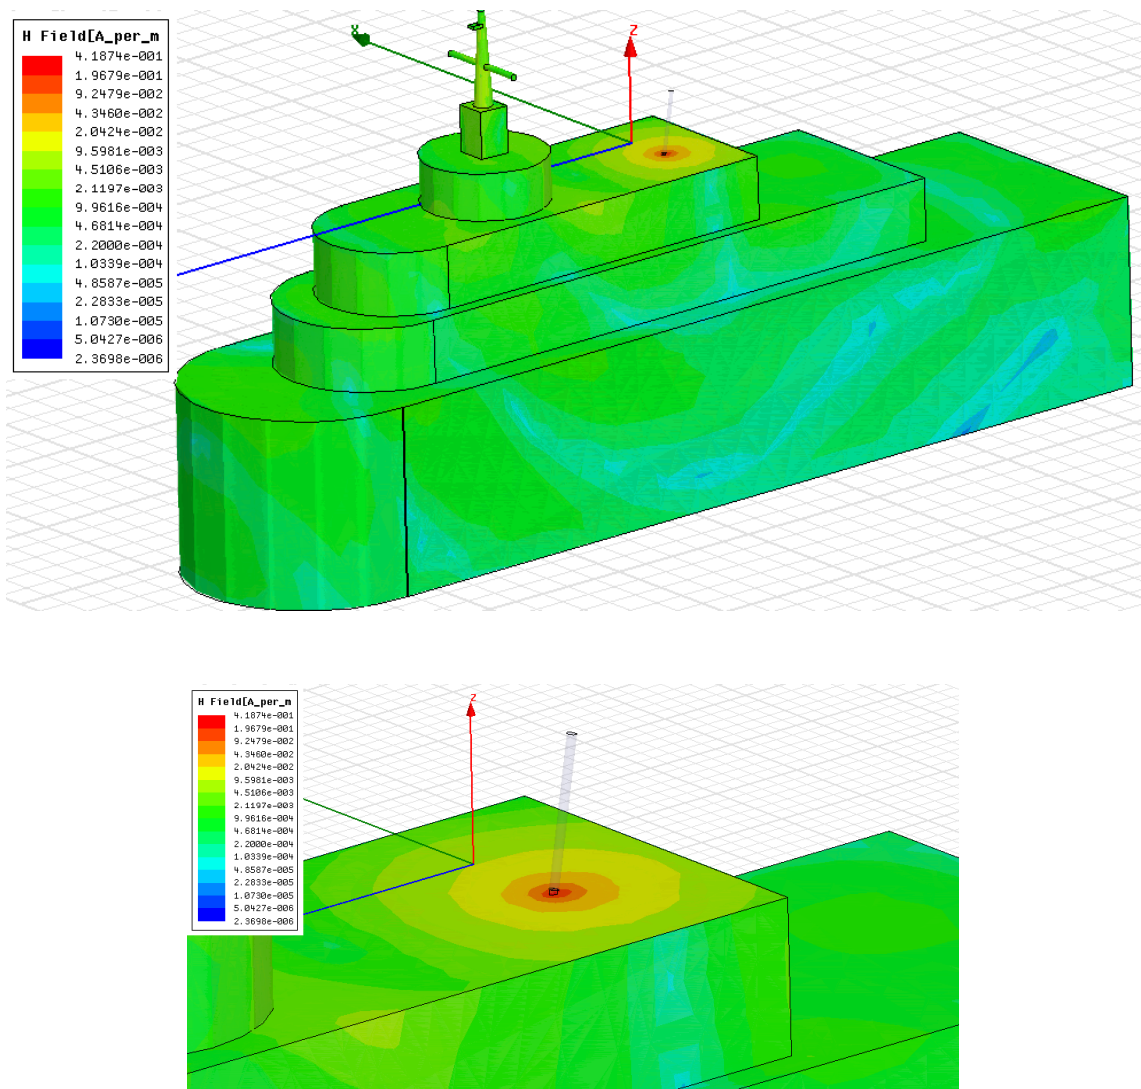 H Field[A_per_m
4.1874e-001
1.9679e-001
9.2479e-002
4.3460e-002
2.0424e-002
9.5981e-003
4.5106e-003
2.1197e-003
9.9616e-004
4.6814e-004
2.2000e-004
1.0339e-004
4.8587e-005
2.2833e-005
1.0730e-005
5.0427e-006
2.3698e-006
Z
H Field[A_per_m
4.1874e-001
1.9679e-001
9.2479e-002
4.3460e-002
2.0424e-002
9.5981e-003
4.5106e-003
2.1197e-003
9.9616e-004
4.6814e-004
2.2000e-004
1.0339e-004
4.8587e-005
2.2833e-005
1.0730e-005
5.0427e-006
2.3698e-006
Z